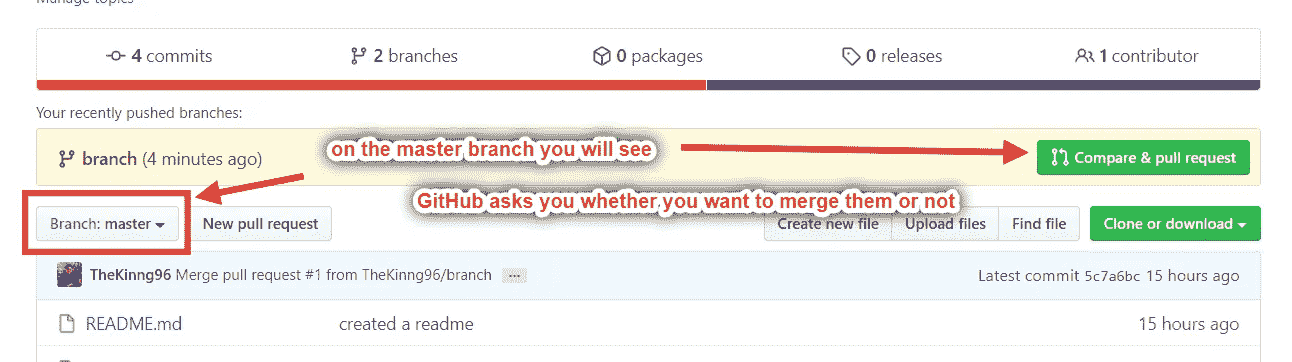 Manage topics
4 commits 2 branches 0 packages 0 releases 1 contributor
Your recently pushed branches:
branch (4 minutes ago) on the master branch you will see Compare & pull request
GitHub asks you whether you want to merge them or not
Branch: master New pull request Create new file Upload files Find file Clone or download
TheKinng96 Merge pull request #1 from TheKinng96/branch ... Latest commit 5c7a6bc 15 hours ago
README.md created a readme 15 hours ago